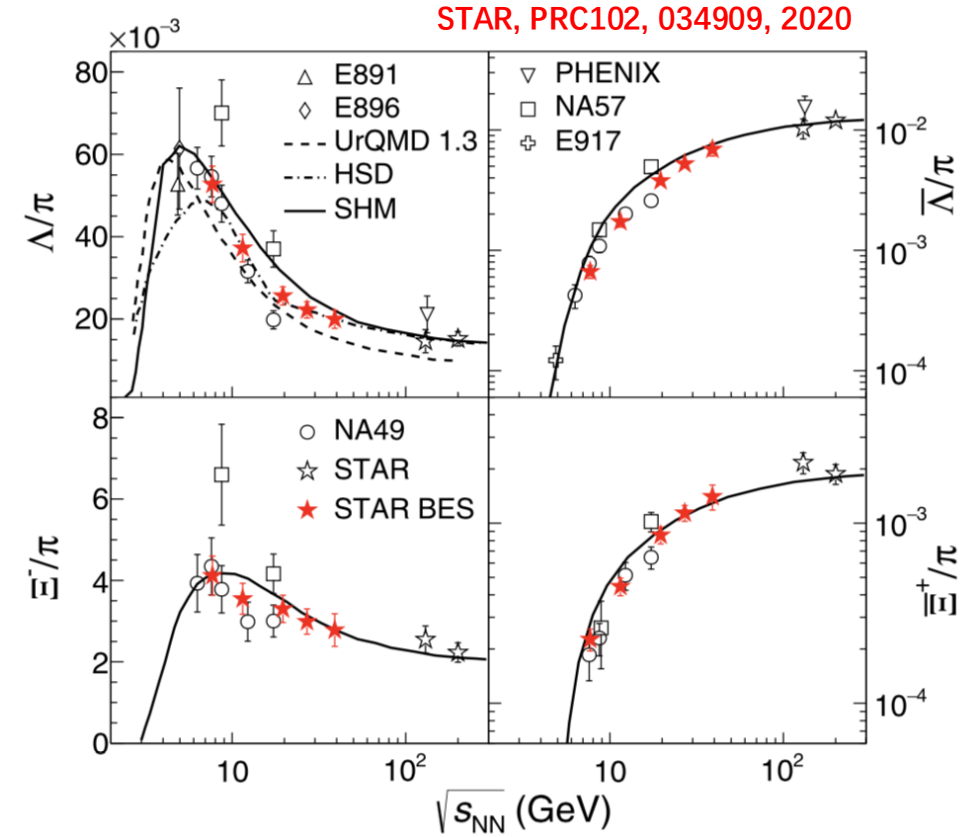 STAR, PRC102, 034909, 2020
×10⁻³
80
60
40
20
Λ/π
E891
E896
UrQMD 1.3
HSD
SHM
PHENIX
NA57
E917
10⁻²
10⁻³
10⁻⁴
Λ̅/π
8
6
4
2
0
Ξ⁻/π
NA49
STAR
STAR BES
10⁻³
10⁻⁴
Ξ̅⁺/π
10
10²
10
10²
√sNN (GeV)